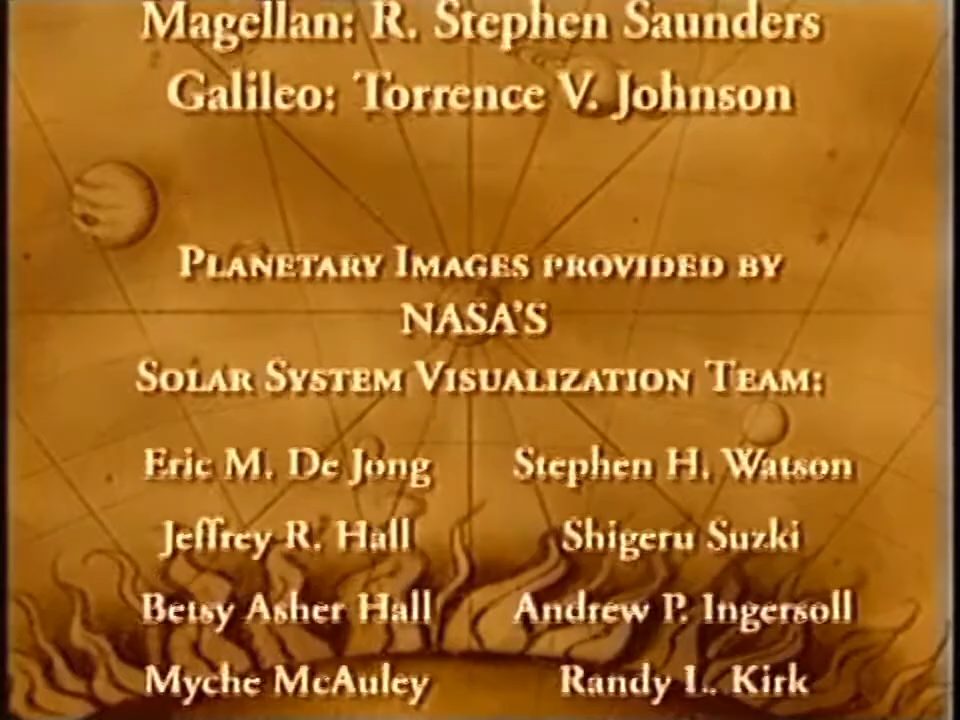 Magellan: R. Stephen Saunders
Galileo: Torrence V. Johnson
Planetary Images provided by
NASA'S
Solar System Visualization Team:
Eric M. De Jong Stephen H. Watson
Jeffrey R. Hall Shigeru Suzki
Betsy Asher Hall Andrew P. Ingersoll
Myche McAuley Randy L. Kirk